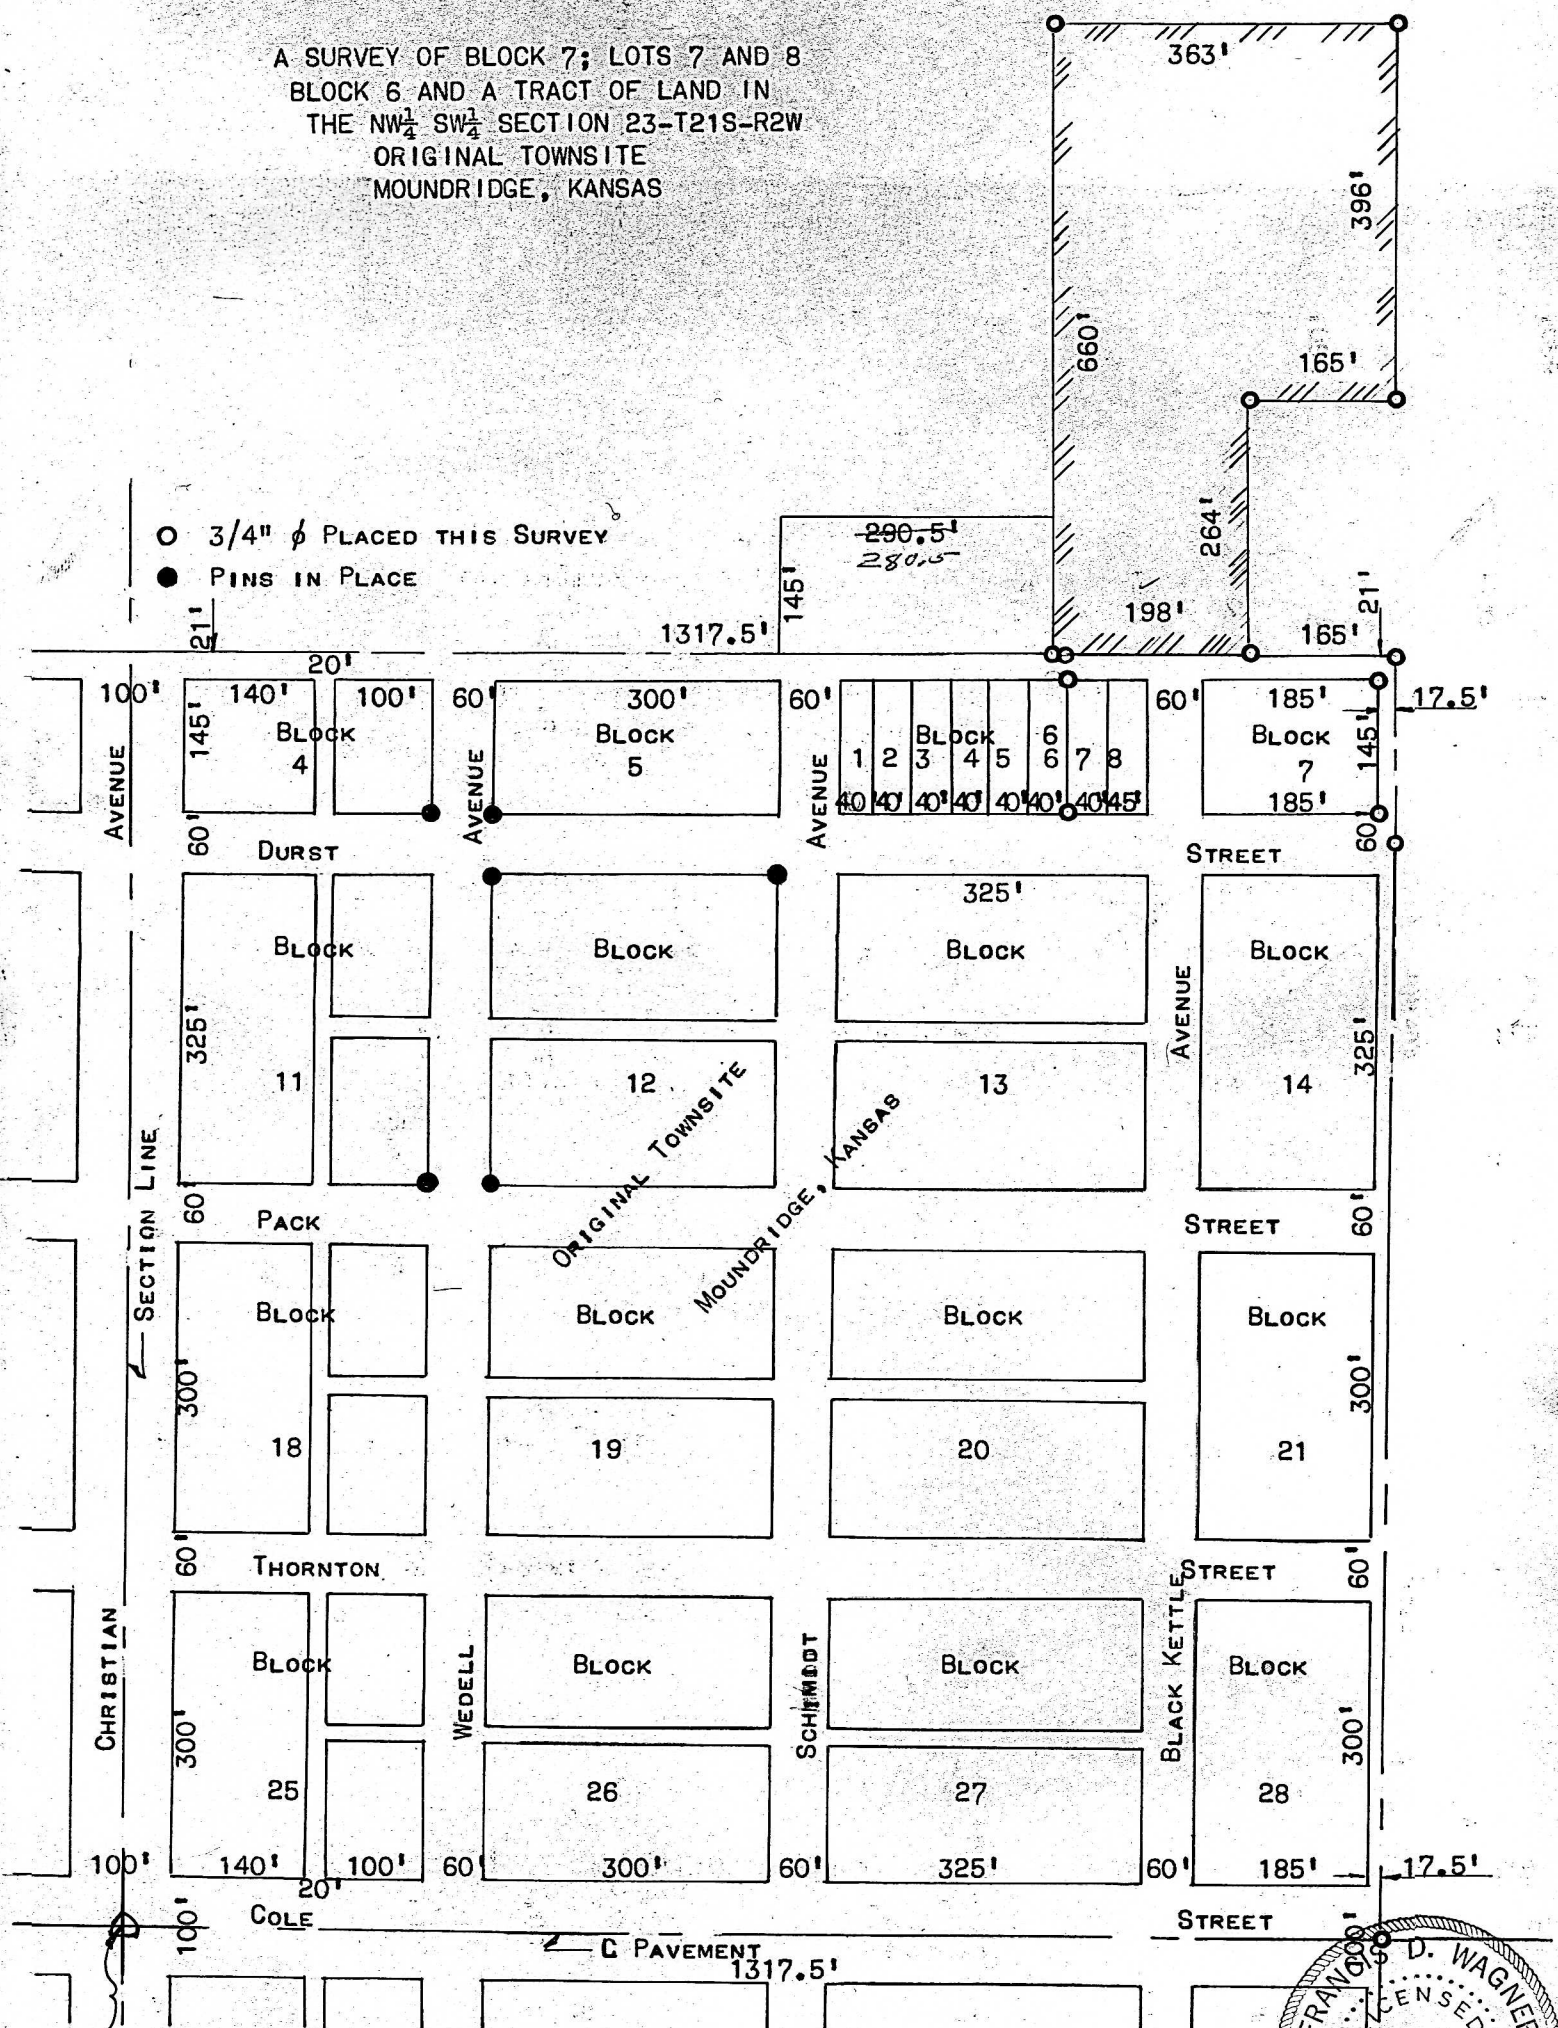 A SURVEY OF BLOCK 7; LOTS 7 AND 8
BLOCK 6 AND A TRACT OF LAND IN
THE NW¼ SW¼ SECTION 23-T21S-R2W
ORIGINAL TOWNSITE
MOUNDRIDGE, KANSAS
363'
396'
660'
165'
264'
198'
O 3/4" ϕ PLACED THIS SURVEY
● PINS IN PLACE
290.5'
280.5
145'
21'
1317.5'
165'
21'
20'
100' 140' 100' 60' 300' 60' 60' 185' 17.5'
145'
BLOCK
4
BLOCK
5
BLOCK 6
1 2 3 4 5 6 7 8
40' 40' 40' 40' 40' 40' 40' 45'
BLOCK
7
145'
185'
AVENUE
AVENUE
AVENUE
60'
DURST
STREET
60'
325'
BLOCK
BLOCK
BLOCK
BLOCK
AVENUE
325'
325'
11
12
13
14
ORIGINAL TOWNSITE
MOUNDRIDGE, KANSAS
SECTION LINE
60'
PACK
STREET
60'
BLOCK
BLOCK
BLOCK
BLOCK
300'
300'
18
19
20
21
60'
THORNTON
STREET
60'
CHRISTIAN
WEDELL
SCHMIDT
BLACK KETTLE
BLOCK
BLOCK
BLOCK
BLOCK
300'
300'
25
26
27
28
100' 140' 100' 60' 300' 60' 325' 60' 185' 17.5'
20'
100'
COLE
STREET
100'
C PAVEMENT
1317.5'
FRANCIS D. WAGNER
LICENSED